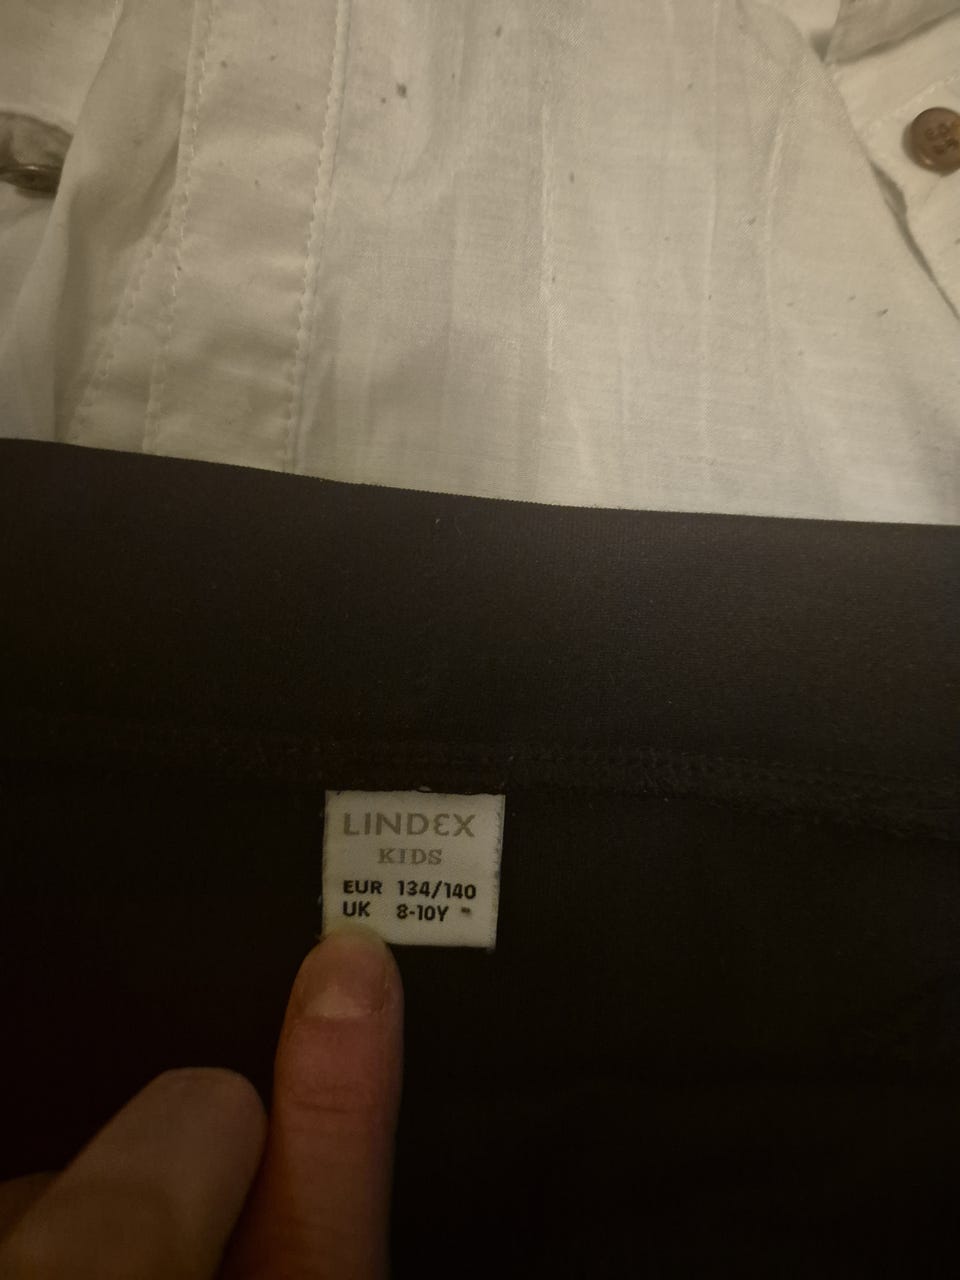 LINDEX
KIDS
EUR 134/140
UK 8-10Y